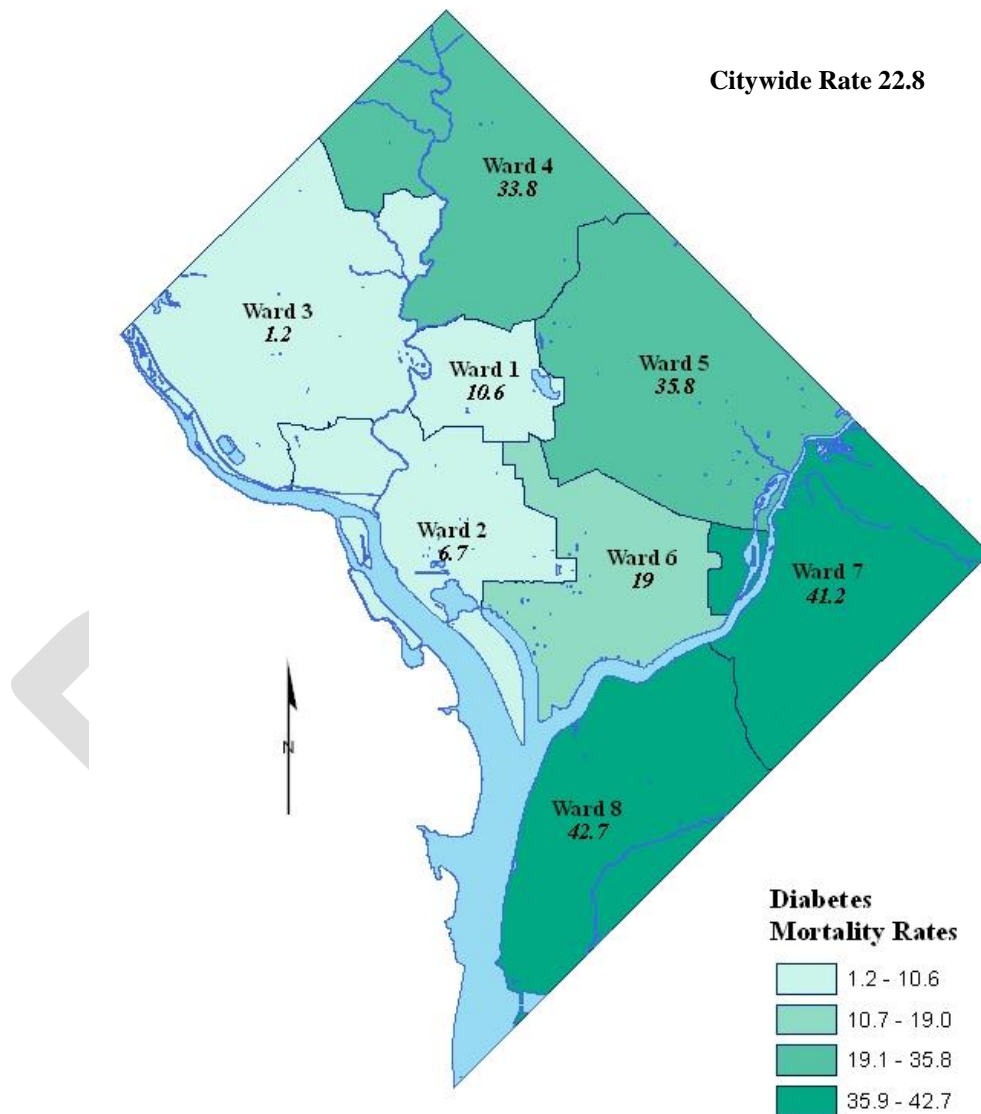 Citywide Rate 22.8
Ward 4
33.8
Ward 3
1.2
Ward 1
10.6
Ward 5
35.8
Ward 2
6.7
Ward 6
19
Ward 7
41.2
N
Ward 8
42.7
Diabetes
Mortality Rates
1.2 - 10.6
10.7 - 19.0
19.1 - 35.8
35.9 - 42.7